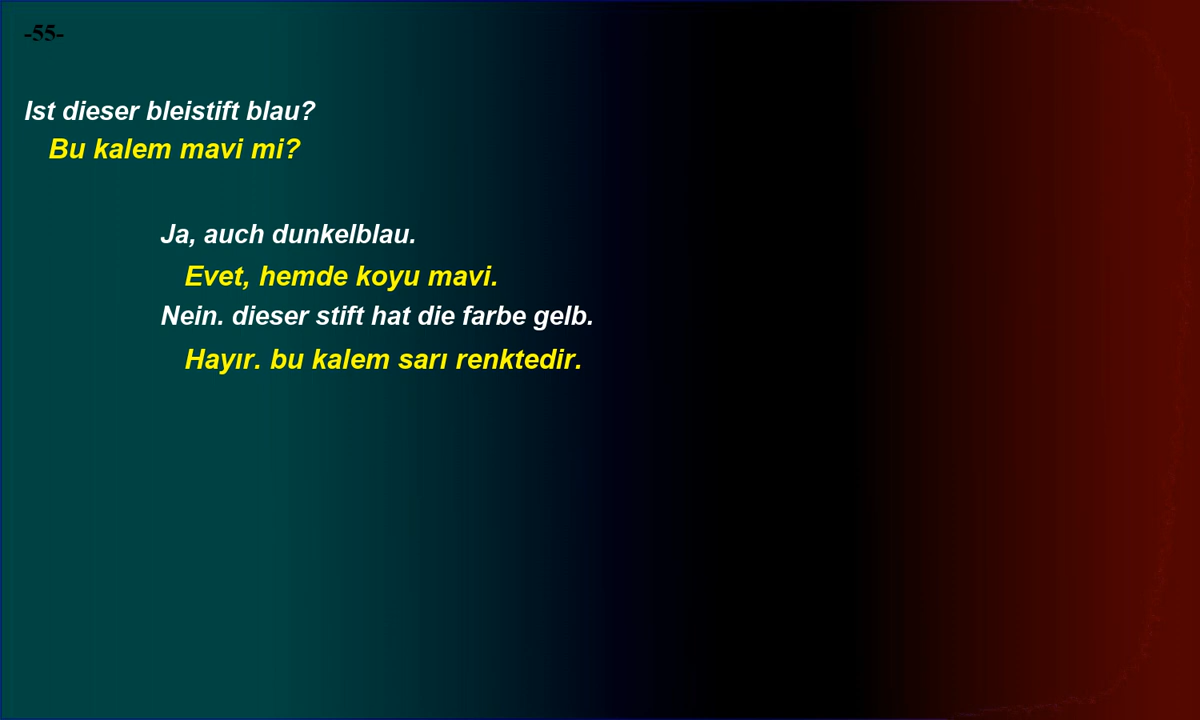 -55-
Ist dieser bleistift blau?
Bu kalem mavi mi?
Ja, auch dunkelblau.
Evet, hemde koyu mavi.
Nein. dieser stift hat die farbe gelb.
Hayır. bu kalem sarı renktedir.